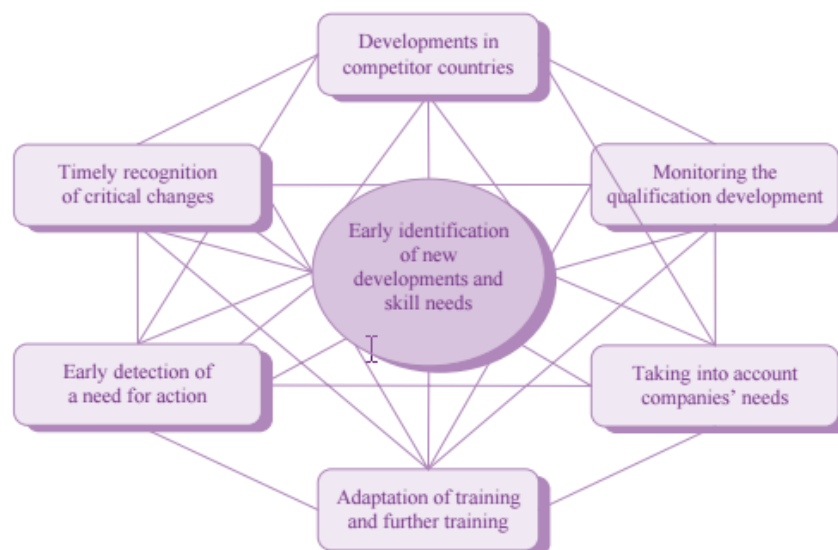 Developments in
competitor countries
Timely recognition
of critical changes
Monitoring the
qualification development
Early identification
of new
developments and
skill needs
Early detection of
a need for action
Taking into account
companies’ needs
Adaptation of training
and further training